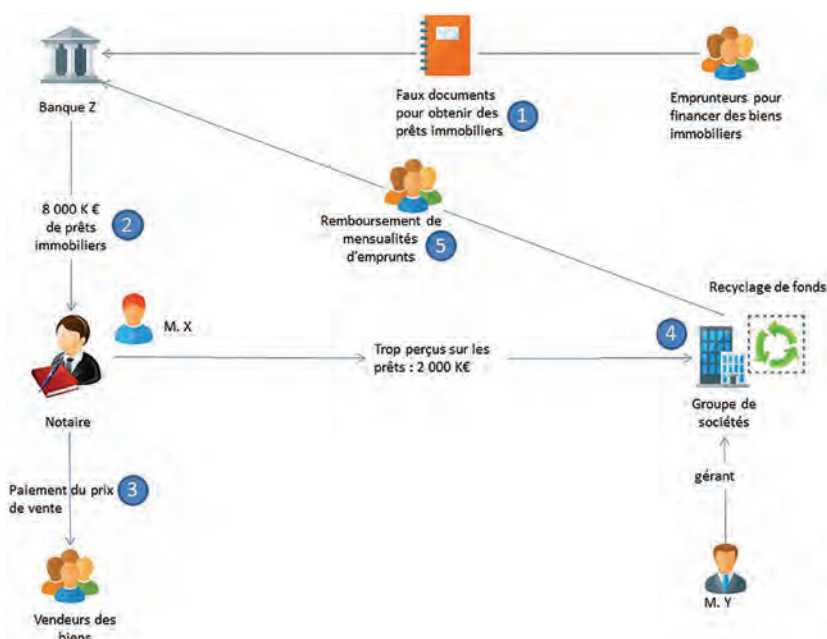 Banque Z
Faux documents
pour obtenir des
prêts immobiliers
1
Emprunteurs pour
financer des biens
immobiliers
8 000 K €
de prêts
immobiliers
2
Remboursement de
mensualités
d'emprunts
5
Recyclage de fonds
M. X
Trop perçus sur les
prêts : 2 000 K€
4
Notaire
Groupe de
sociétés
Paiement du prix
de vente
3
gérant
Vendeurs des
biens
M. Y